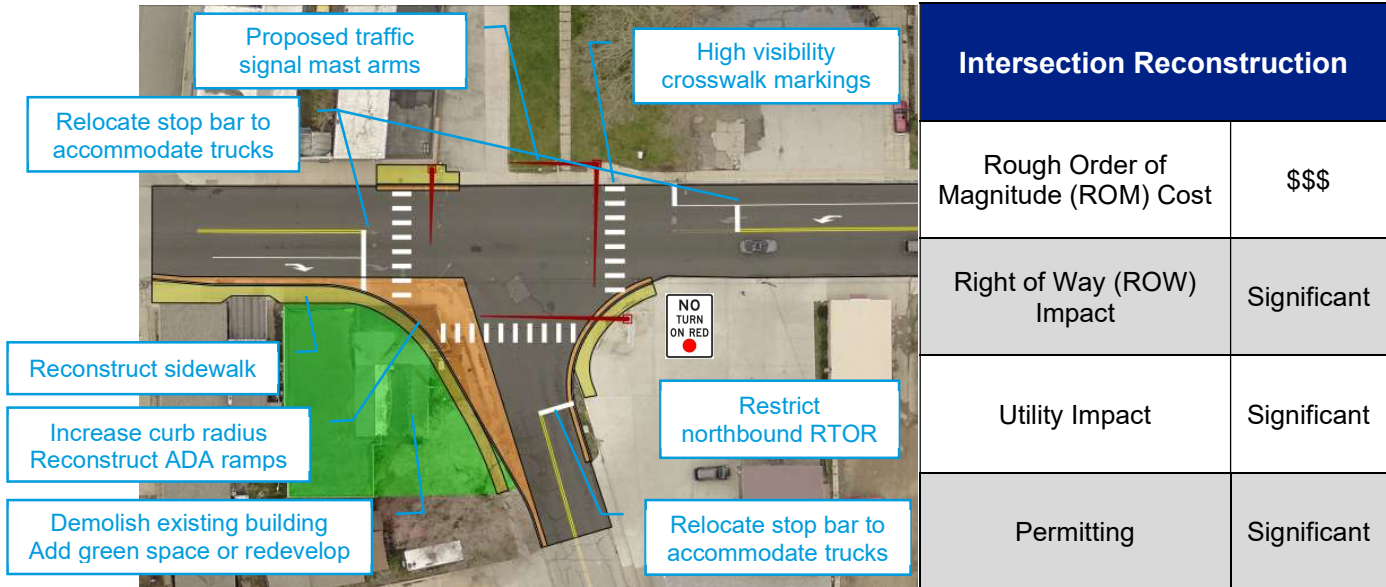 Proposed traffic
signal mast arms
High visibility
crosswalk markings
Relocate stop bar to
accommodate trucks
Reconstruct sidewalk
Increase curb radius
Reconstruct ADA ramps
Demolish existing building
Add green space or redevelop
NO
TURN
ON RED
Restrict
northbound RTOR
Relocate stop bar to
accommodate trucks
Intersection Reconstruction
Rough Order of
Magnitude (ROM) Cost
$$$
Right of Way (ROW)
Impact
Significant
Utility Impact
Significant
Permitting
Significant